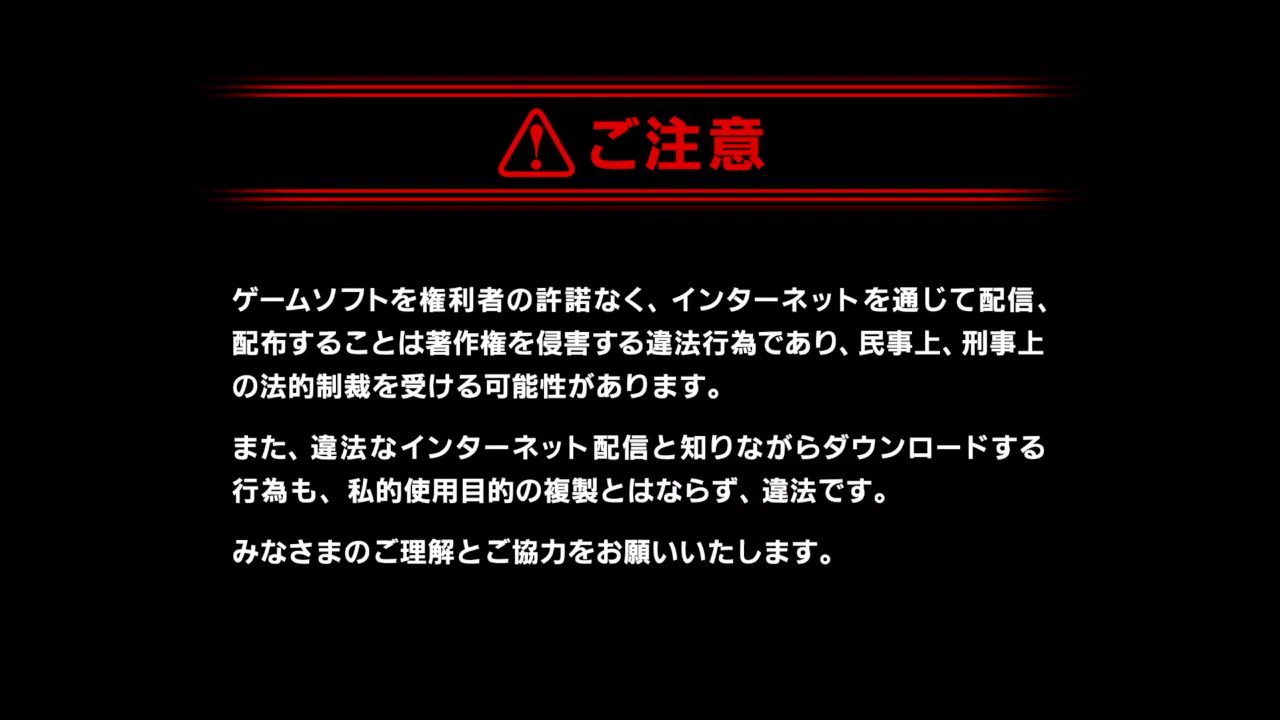 ご注意
ゲームソフトを権利者の許諾なく、インターネットを通じて配信、
配布することは著作権を侵害する違法行為であり、民事上、刑事上
の法的制裁を受ける可能性があります。
また、違法なインターネット配信と知りながらダウンロードする
行為も、私的使用目的の複製とはならず、違法です。
みなさまのご理解とご協力をお願いいたします。